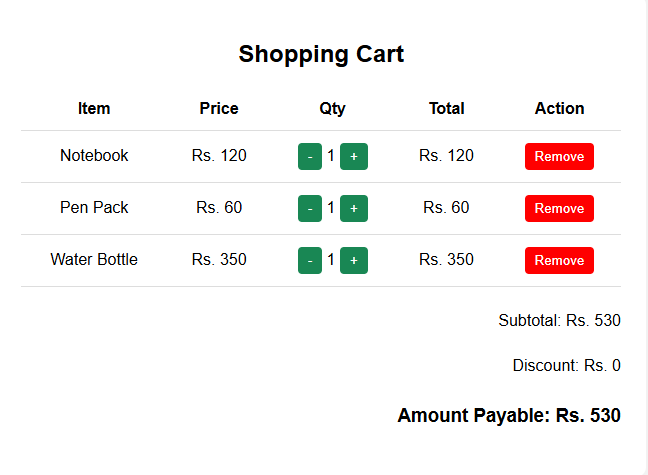 Shopping Cart
Item Price Qty Total Action
Notebook Rs. 120 - 1 + Rs. 120 Remove
Pen Pack Rs. 60 - 1 + Rs. 60 Remove
Water Bottle Rs. 350 - 1 + Rs. 350 Remove
Subtotal: Rs. 530
Discount: Rs. 0
Amount Payable: Rs. 530